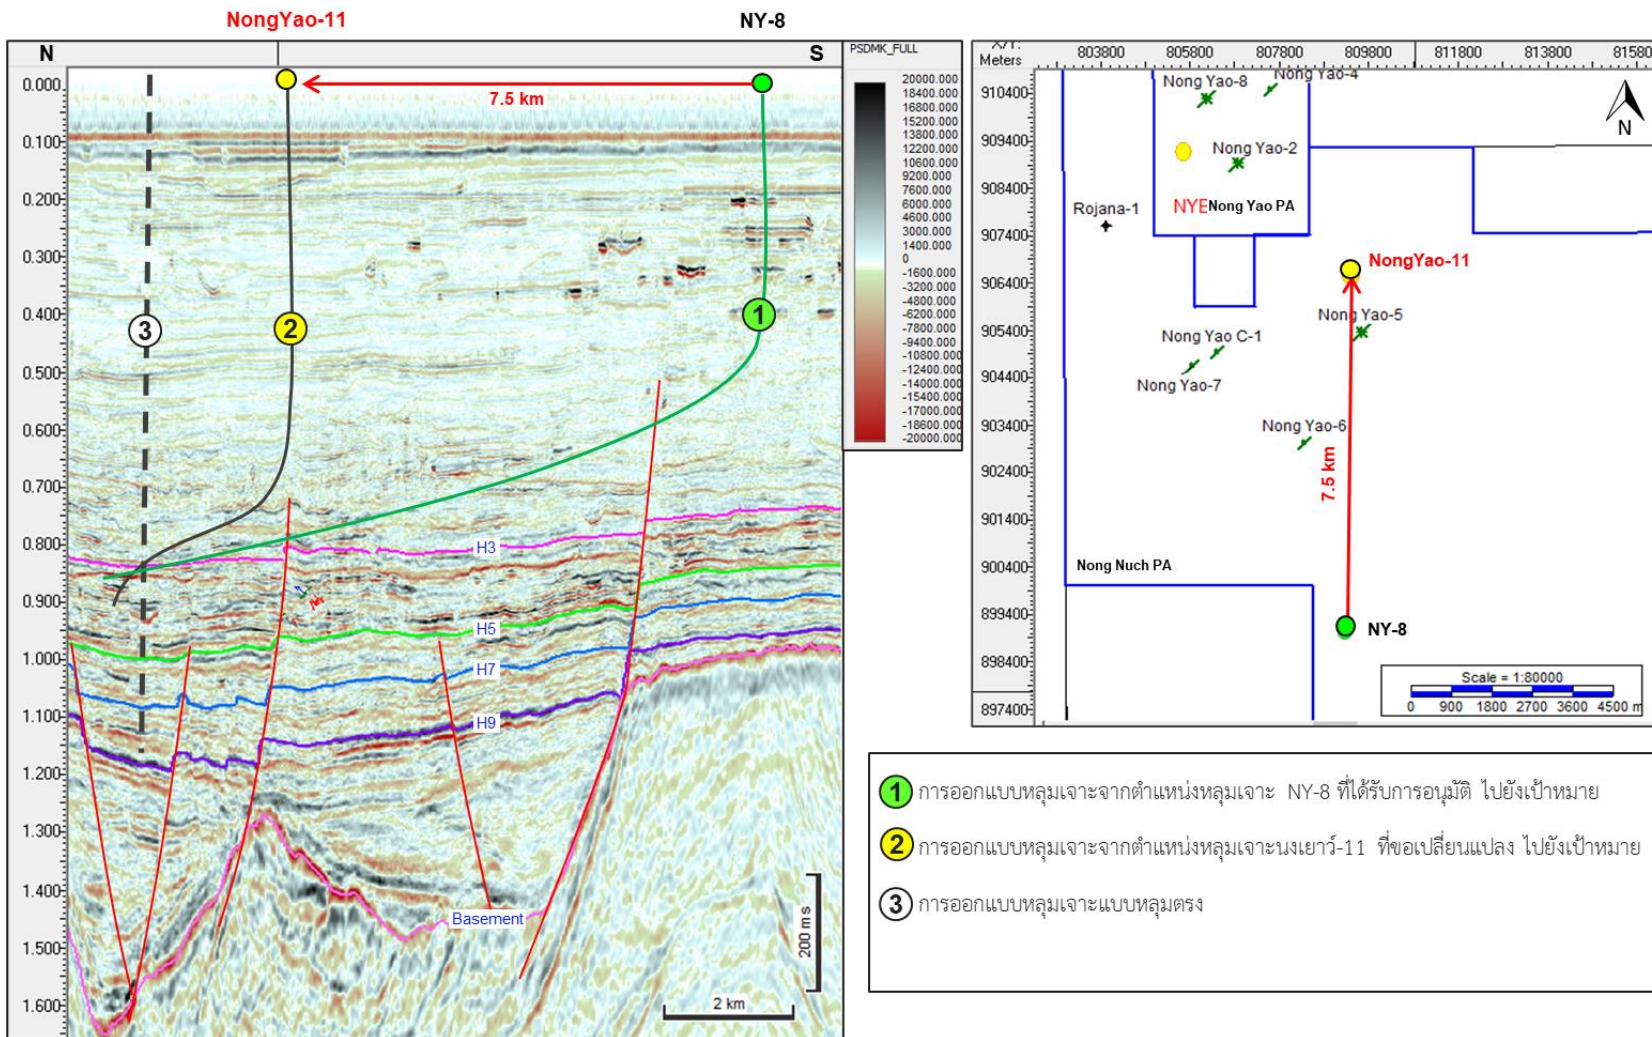 NongYao-11
NY-8
N
S
7.5 km
0.000
0.100
0.200
0.300
0.400
0.500
0.600
0.700
0.800
0.900
1.000
1.100
1.200
1.300
1.400
1.500
1.600
3
2
1
H3
H5
H7
H9
Basement
200 ms
2 km
PSDMK_FULL
20000.000
18400.000
16800.000
15200.000
13800.000
12200.000
10600.000
9200.000
7600.000
6000.000
4600.000
3000.000
1400.000
0
-1600.000
-3200.000
-4600.000
-6200.000
-7800.000
-9400.000
-10800.000
-12400.000
-14000.000
-15400.000
-17000.000
-18600.000
-20000.000
X/Y:
Meters
803800
805800
807800
809800
811800
813800
815800
910400
909400
908400
907400
906400
905400
904400
903400
902400
901400
900400
899400
898400
897400
Nong Yao-8
Nong Yao-4
N
Nong Yao-2
Rojana-1
NYE
Nong Yao PA
NongYao-11
Nong Yao-5
Nong Yao C-1
Nong Yao-7
Nong Yao-6
7.5 km
Nong Nuch PA
NY-8
Scale = 1:80000
0 900 1800 2700 3600 4500 m
1 การออกแบบหลุมเจาะจากตำแหน่งหลุมเจาะ NY-8 ที่ได้รับการอนุมัติ ไปยังเป้าหมาย
2 การออกแบบหลุมเจาะจากตำแหน่งหลุมเจาะนงเยาว์-11 ที่ขอเปลี่ยนแปลง ไปยังเป้าหมาย
3 การออกแบบหลุมเจาะแบบหลุมตรง